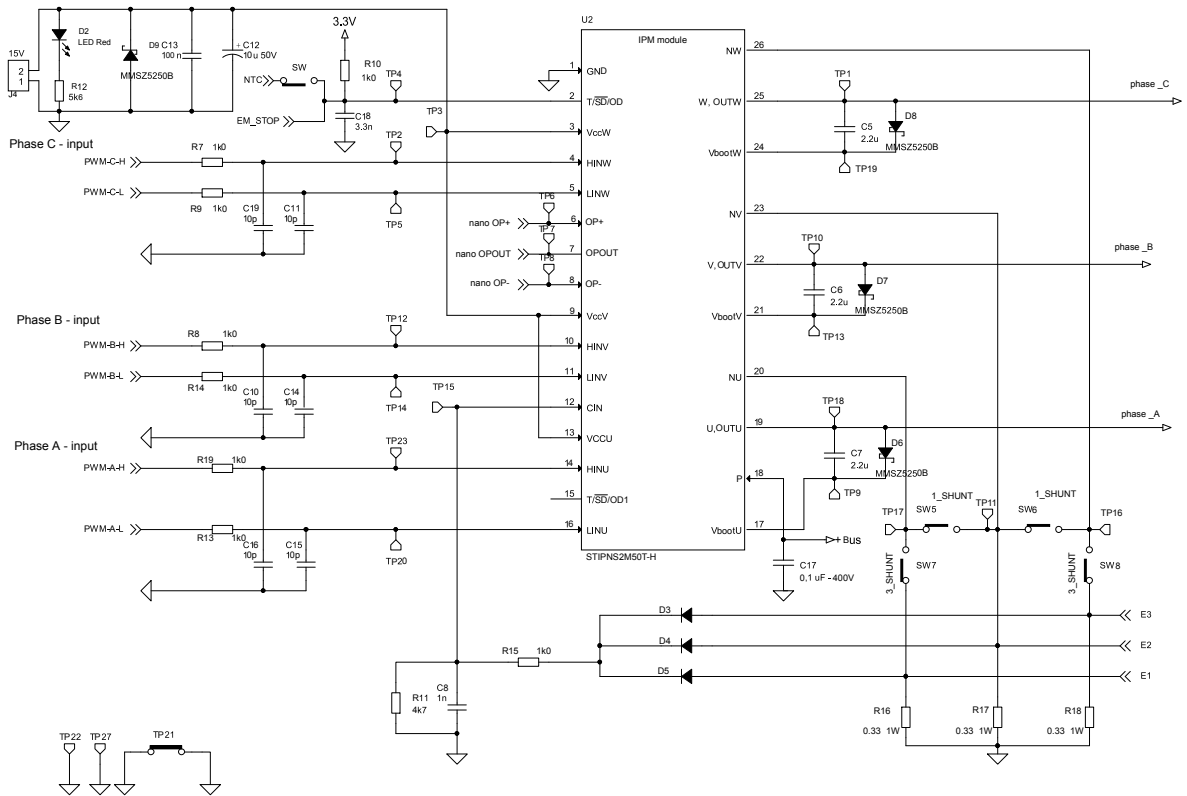 U2
IPM module
STIPNS2M50T-H
15V
2
1
J4
D2
LED Red
R12
5k6
D9
MMSZ5250B
C13
100 n
C12
+
10u 50V
3.3V
R10
1k0
NTC
SW
TP4
EM_STOP
C18
3.3n
TP3
Phase C - input
PWM-C-H
R7 1k0
TP2
PWM-C-L
R9 1k0
C19
10p
C11
10p
TP5
nano OP+
TP6
nano OPOUT
TP7
nano OP-
TP8
Phase B - input
PWM-B-H
R8 1k0
TP12
PWM-B-L
R14 1k0
C10
10p
C14
10p
TP14
TP15
Phase A - input
PWM-A-H
R19 1k0
TP23
PWM-A-L
R13 1k0
C16
10p
C15
10p
TP20
1 GND
2 T/SD/OD
3 VccW
4 HINW
5 LINW
6 OP+
7 OPOUT
8 OP-
9 VccV
10 HINV
11 LINV
12 CIN
13 VCCU
14 HINU
15 T/SD/OD1
16 LINU
NW 26
W, OUTW 25
VbootW 24
NV 23
V, OUTV 22
VbootV 21
NU 20
U,OUTU 19
P 18
VbootU 17
TP1
phase _C
C5
2.2u
D8
MMSZ5250B
TP19
TP10
phase _B
C6
2.2u
D7
MMSZ5250B
TP13
TP18
phase _A
C7
2.2u
D6
MMSZ5250B
TP9
+ Bus
C17
0,1 uF - 400V
TP17
1_SHUNT
SW5
TP11
1_SHUNT
SW6
TP16
3_SHUNT
SW7
3_SHUNT
SW8
D3
E3
D4
E2
D5
E1
R15 1k0
R11
4k7
C8
1n
R16
0.33 1W
R17
0.33 1W
R18
0.33 1W
TP22
TP27
TP21